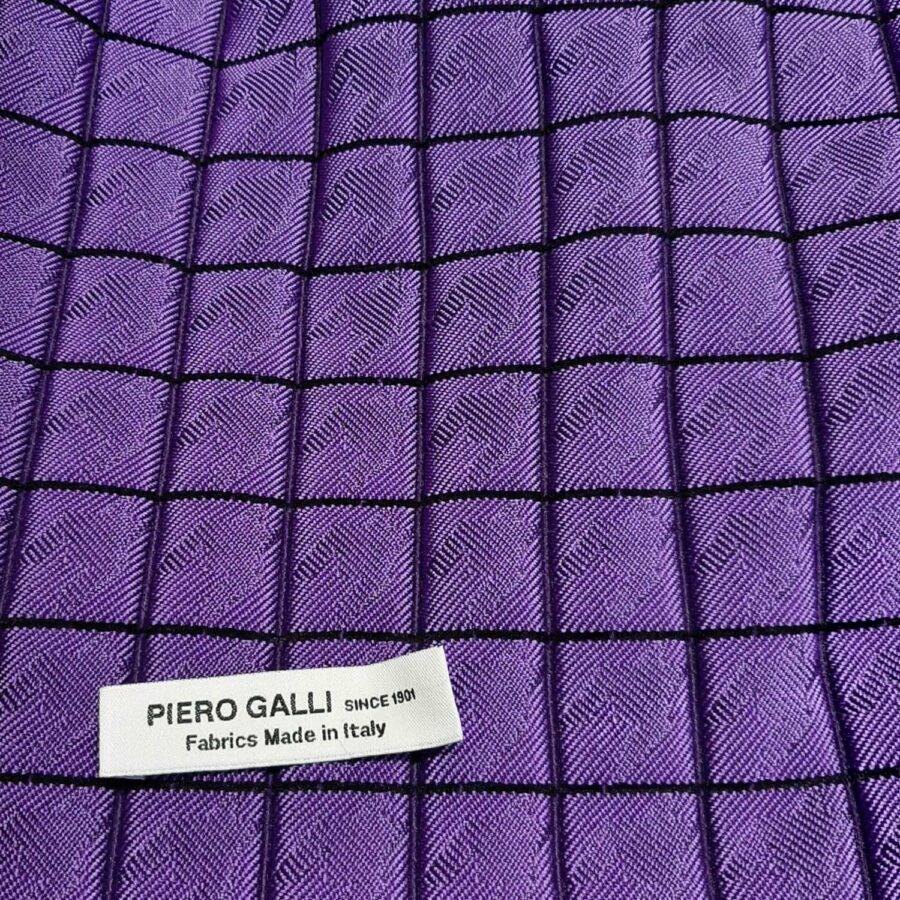 PIERO GALLI SINCE 1901
Fabrics Made in Italy